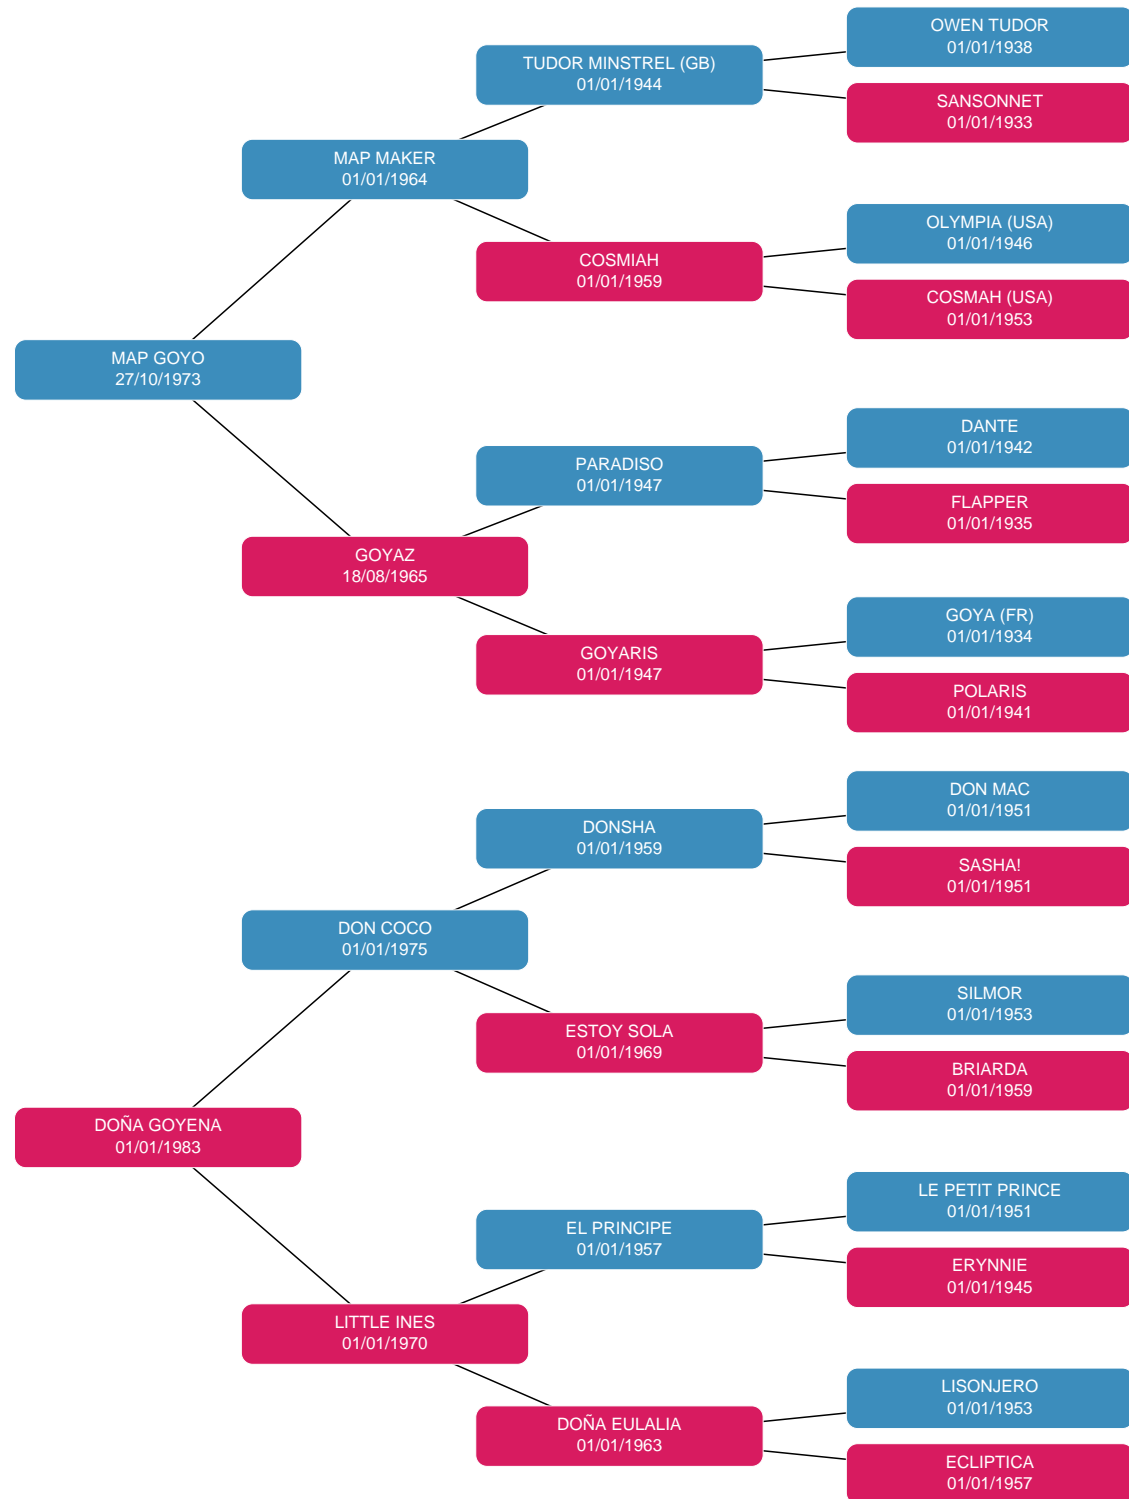 OWEN TUDOR
01/01/1938
TUDOR MINSTREL (GB)
01/01/1944
SANSONNET
01/01/1933
MAP MAKER
01/01/1964
OLYMPIA (USA)
01/01/1946
COSMIAH
01/01/1959
COSMAH (USA)
01/01/1953
MAP GOYO
27/10/1973
DANTE
01/01/1942
PARADISO
01/01/1947
FLAPPER
01/01/1935
GOYAZ
18/08/1965
GOYA (FR)
01/01/1934
GOYARIS
01/01/1947
POLARIS
01/01/1941
DON MAC
01/01/1951
DONSHA
01/01/1959
SASHA!
01/01/1951
DON COCO
01/01/1975
SILMOR
01/01/1953
ESTOY SOLA
01/01/1969
BRIARDA
01/01/1959
DOÑA GOYENA
01/01/1983
LE PETIT PRINCE
01/01/1951
EL PRINCIPE
01/01/1957
ERYNNIE
01/01/1945
LITTLE INES
01/01/1970
LISONJERO
01/01/1953
DOÑA EULALIA
01/01/1963
ECLIPTICA
01/01/1957